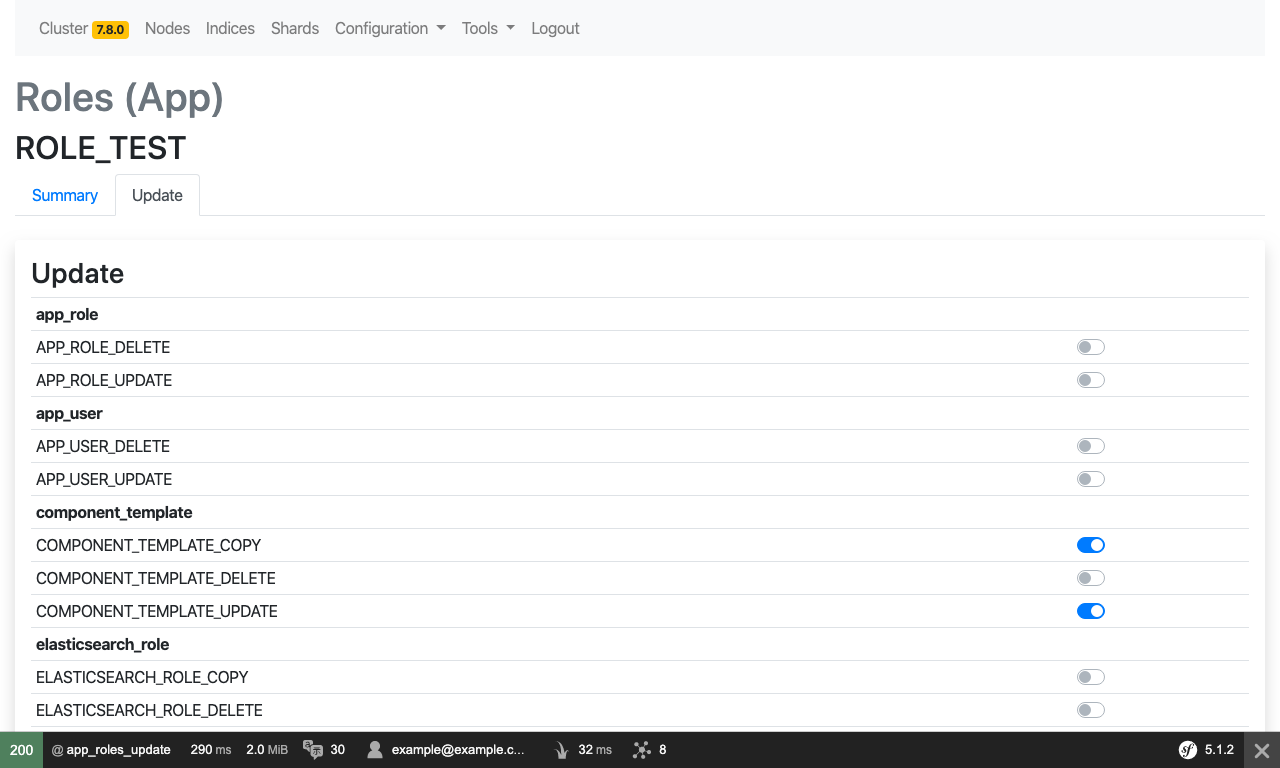 Cluster 7.8.0 Nodes Indices Shards Configuration Tools Logout
Roles (App)
ROLE_TEST
Summary Update
Update
app_role
APP_ROLE_DELETE
APP_ROLE_UPDATE
app_user
APP_USER_DELETE
APP_USER_UPDATE
component_template
COMPONENT_TEMPLATE_COPY
COMPONENT_TEMPLATE_DELETE
COMPONENT_TEMPLATE_UPDATE
elasticsearch_role
ELASTICSEARCH_ROLE_COPY
ELASTICSEARCH_ROLE_DELETE
200 @ app_roles_update 290 ms 2.0 MiB 30 example@example.c... 32 ms 8 sf 5.1.2